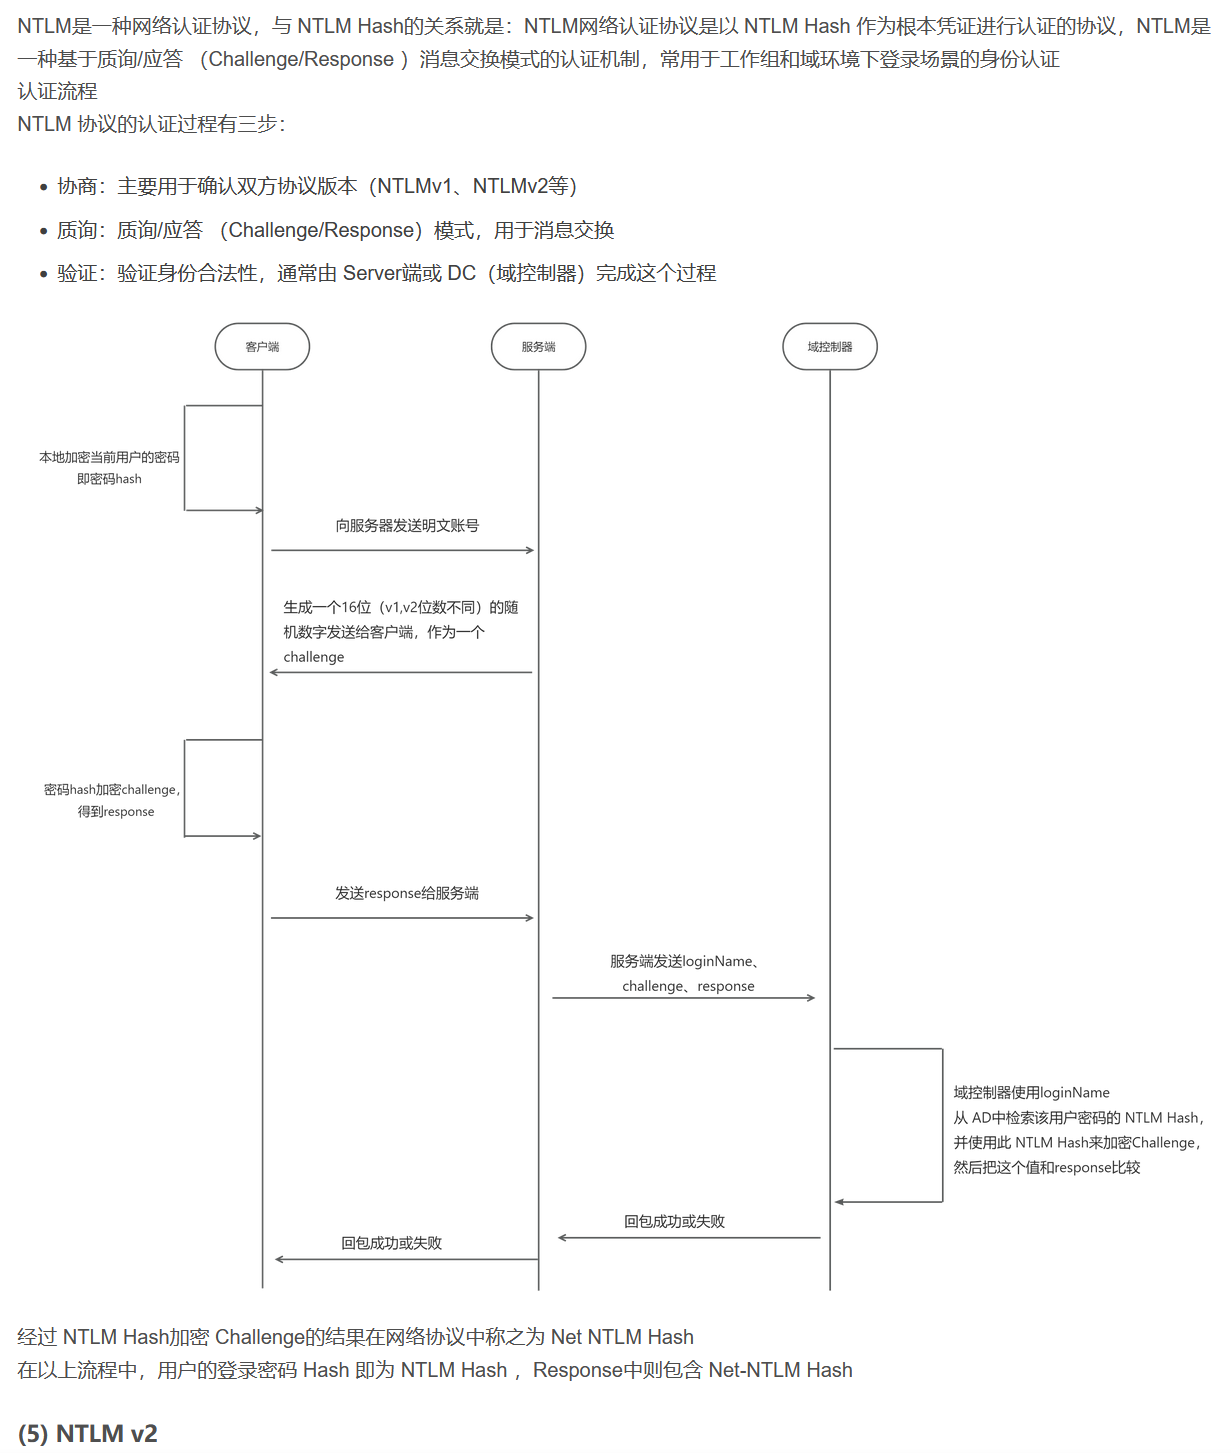 NTLM是一种网络认证协议，与 NTLM Hash的关系就是：NTLM网络认证协议是以 NTLM Hash 作为根本凭证进行认证的协议，NTLM是
一种基于质询/应答 （Challenge/Response ）消息交换模式的认证机制，常用于工作组和域环境下登录场景的身份认证
认证流程
NTLM 协议的认证过程有三步：
• 协商：主要用于确认双方协议版本（NTLMv1、NTLMv2等）
• 质询：质询/应答 （Challenge/Response）模式，用于消息交换
• 验证：验证身份合法性，通常由 Server端或 DC（域控制器）完成这个过程
客户端
服务端
域控制器
本地加密当前用户的密码
即密码hash
向服务器发送明文账号
生成一个16位（v1,v2位数不同）的随
机数字发送给客户端，作为一个
challenge
密码hash加密challenge，
得到response
发送response给服务端
服务端发送loginName、
challenge、response
域控制器使用loginName
从 AD中检索该用户密码的 NTLM Hash，
并使用此 NTLM Hash来加密Challenge，
然后把这个值和response比较
回包成功或失败
回包成功或失败
经过 NTLM Hash加密 Challenge的结果在网络协议中称之为 Net NTLM Hash
在以上流程中，用户的登录密码 Hash 即为 NTLM Hash ，Response中则包含 Net-NTLM Hash
(5) NTLM v2